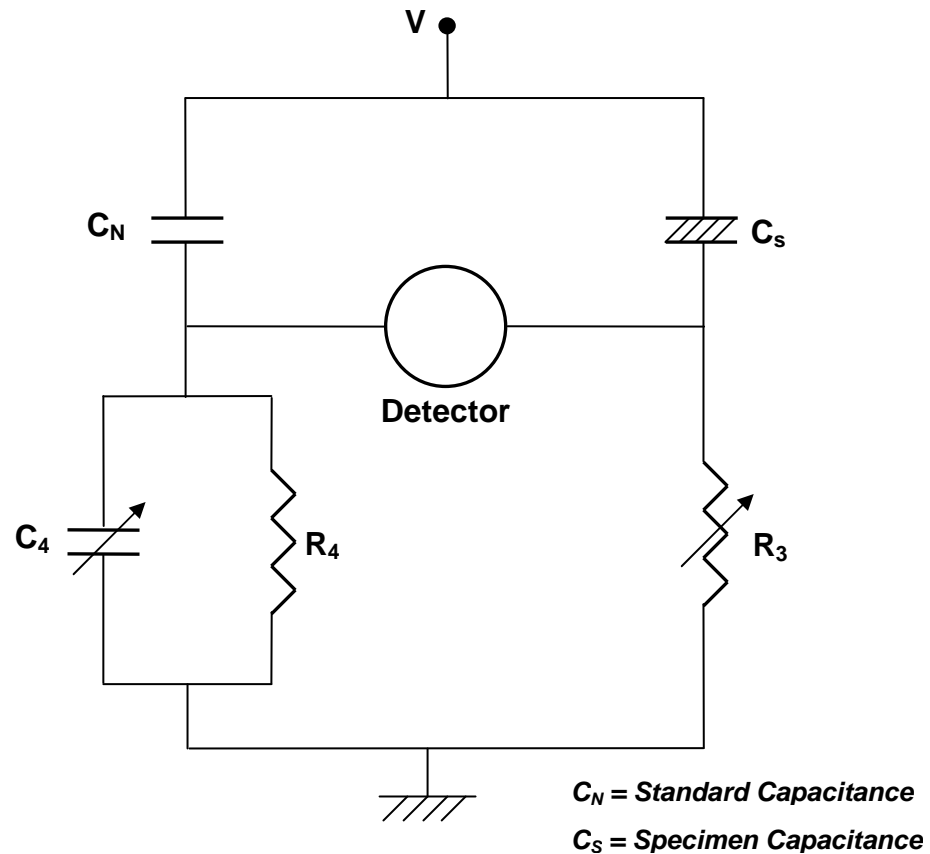 V
C_N
C_s
Detector
C_4
R_4
R_3
C_N = Standard Capacitance
C_S = Specimen Capacitance